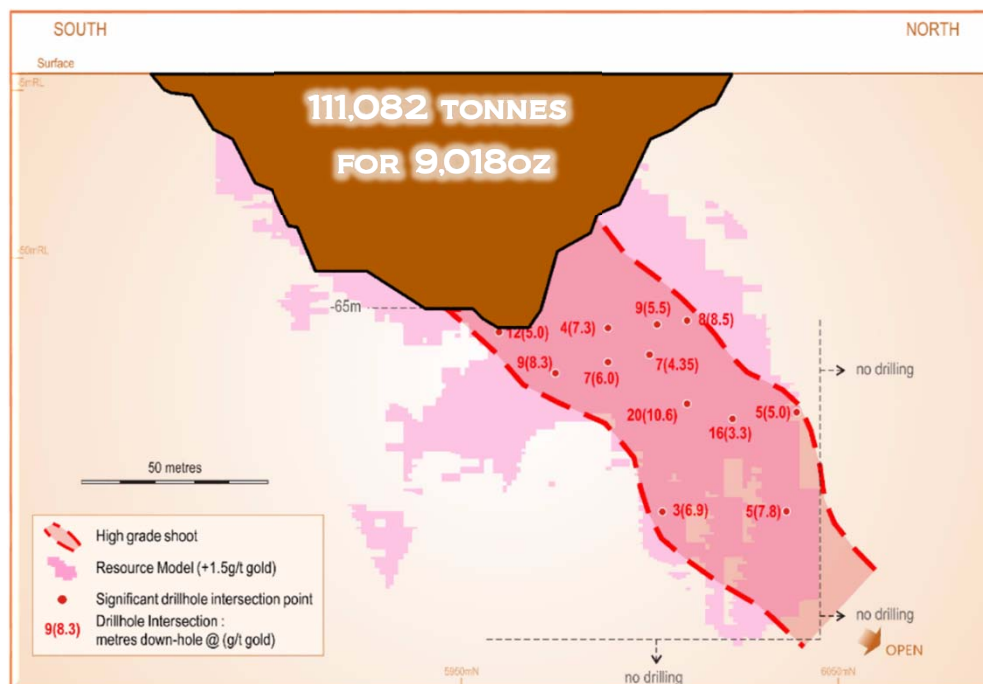 SOUTH
NORTH
Surface
-5mRL
111,082 TONNES
FOR 9,018OZ
-50mRL
-65m
12(5.0)
4(7.3)
9(5.5)
8(8.5)
9(8.3)
7(6.0)
7(4.35)
no drilling
20(10.6)
16(3.3)
5(5.0)
50 metres
3(6.9)
5(7.8)
High grade shoot
Resource Model (+1.5g/t gold)
Significant drillhole intersection point
9(8.3)
Drillhole Intersection :
metres down-hole @ (g/t gold)
no drilling
OPEN
5950mN
6050mN
no drilling